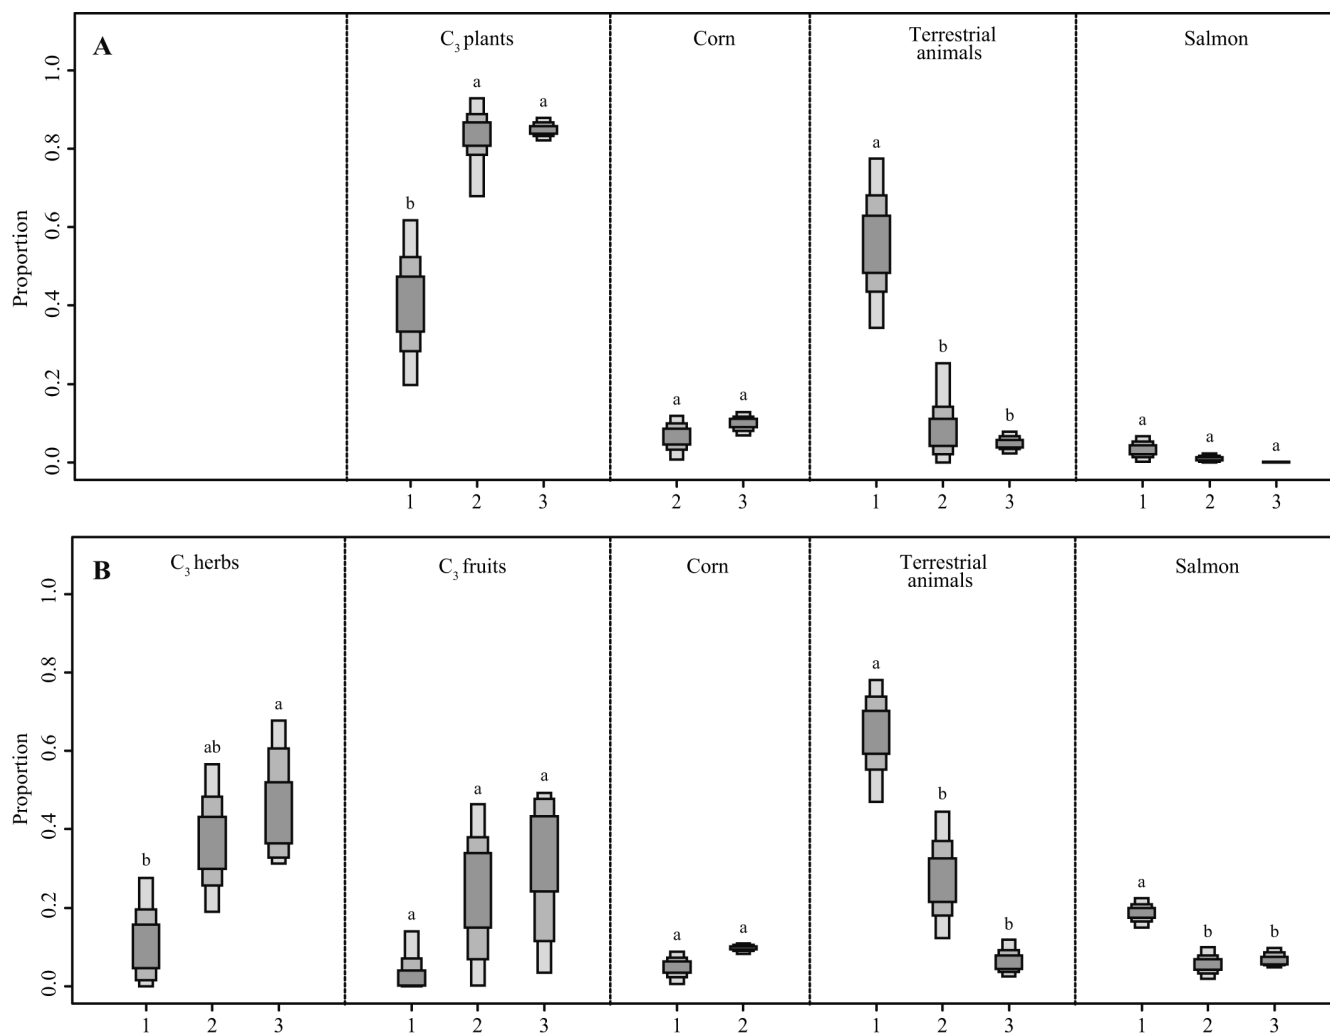 A
C3 plants
Corn
Terrestrial
animals
Salmon
Proportion
1.0
0.8
0.6
0.4
0.2
0.0
b
a
a
a
a
a
b
b
a
a
a
1 2 3
2 3
1 2 3
1 2 3
B
C3 herbs
C3 fruits
Corn
Terrestrial
animals
Salmon
Proportion
1.0
0.8
0.6
0.4
0.2
0.0
b
ab
a
a
a
a
a
a
a
b
b
a
b
b
1 2 3
1 2 3
1 2
1 2 3
1 2 3